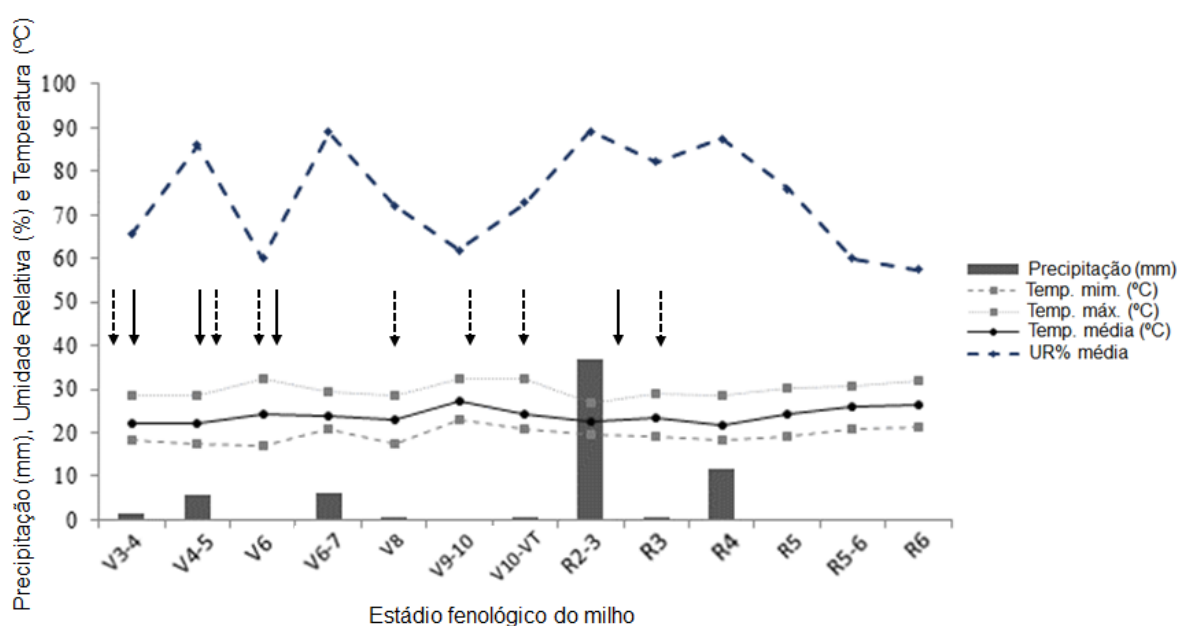 Precipitação (mm), Umidade Relativa (%) e Temperatura (ºC)
100
90
80
70
60
50
40
30
20
10
0
V3-4
V4-5
V6
V6-7
V8
V9-10
V10-VT
R2-3
R3
R4
R5
R5-6
R6
Estádio fenológico do milho
Precipitação (mm)
Temp. mim. (ºC)
Temp. máx. (ºC)
Temp. média (ºC)
UR% média